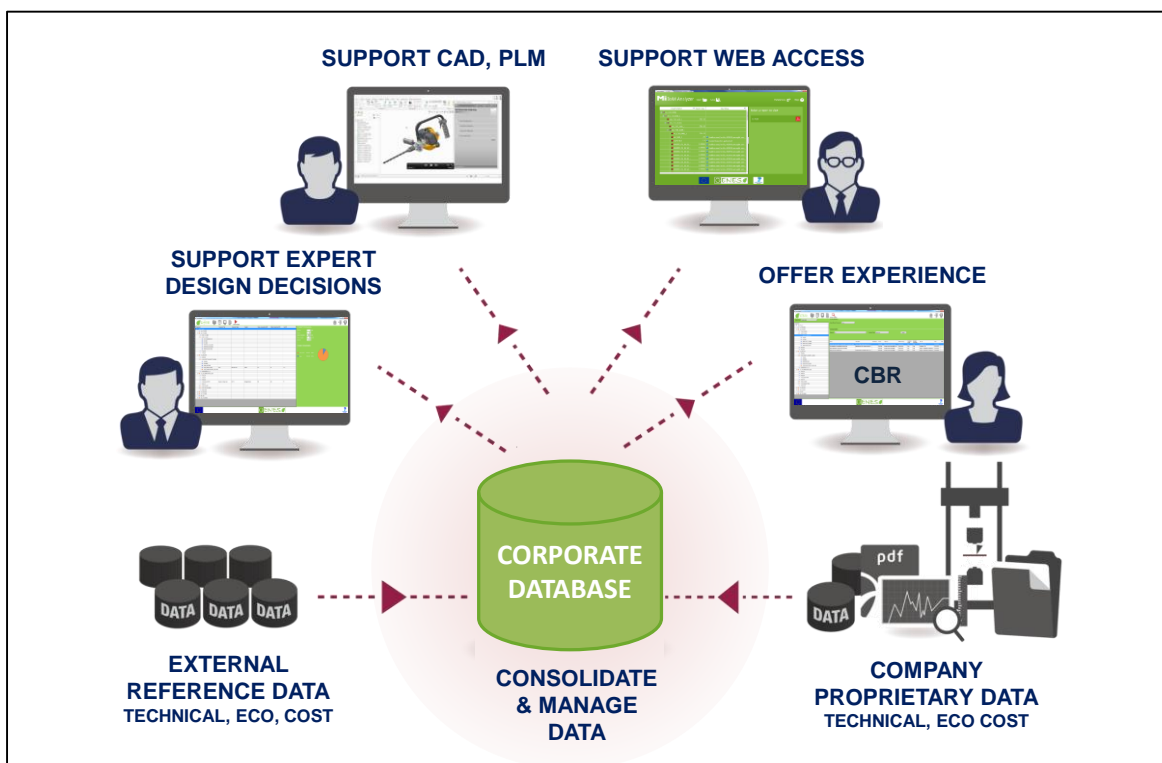 SUPPORT CAD, PLM
SUPPORT WEB ACCESS
SUPPORT EXPERT
DESIGN DECISIONS
OFFER EXPERIENCE
CBR
CORPORATE
DATABASE
pdf
DATA DATA DATA
DATA
EXTERNAL
REFERENCE DATA
TECHNICAL, ECO, COST
CONSOLIDATE
& MANAGE
DATA
COMPANY
PROPRIETARY DATA
TECHNICAL, ECO COST